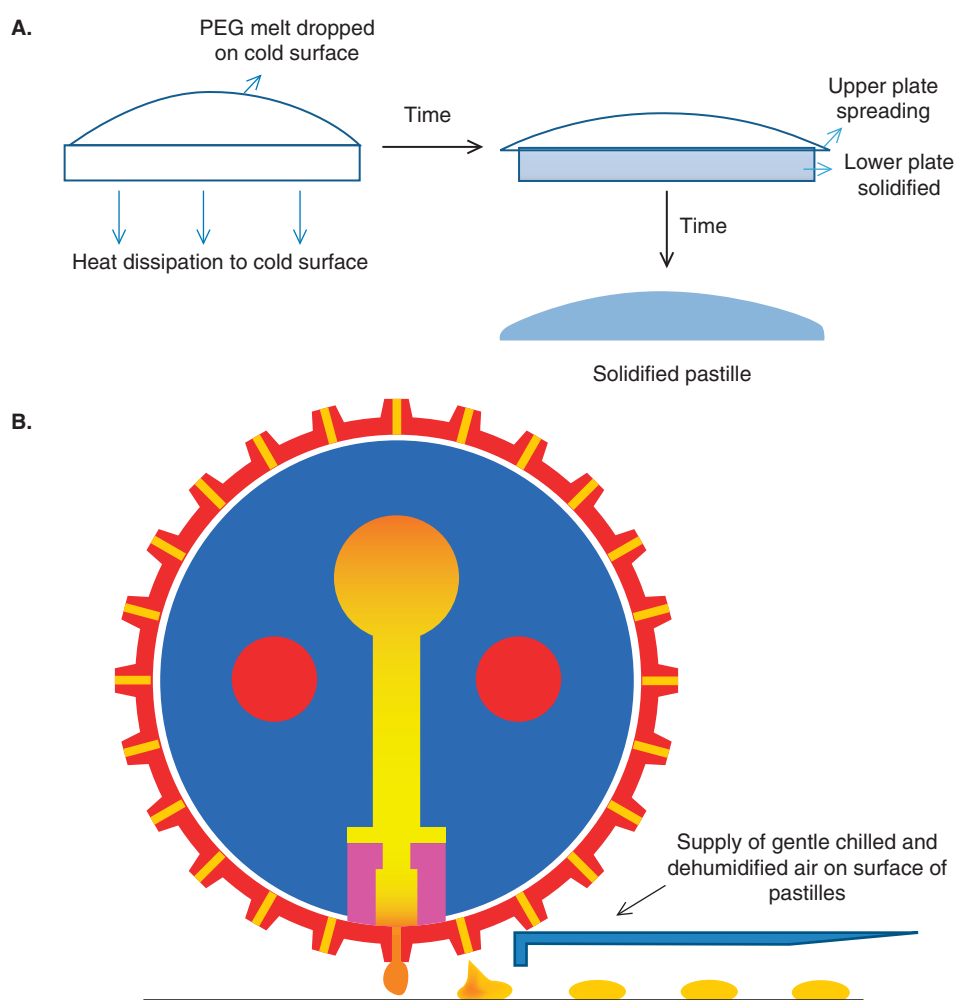 A.
PEG melt dropped
on cold surface
Time
Upper plate
spreading
Lower plate
solidified
Heat dissipation to cold surface
Time
Solidified pastille
B.
Supply of gentle chilled and
dehumidified air on surface of
pastilles